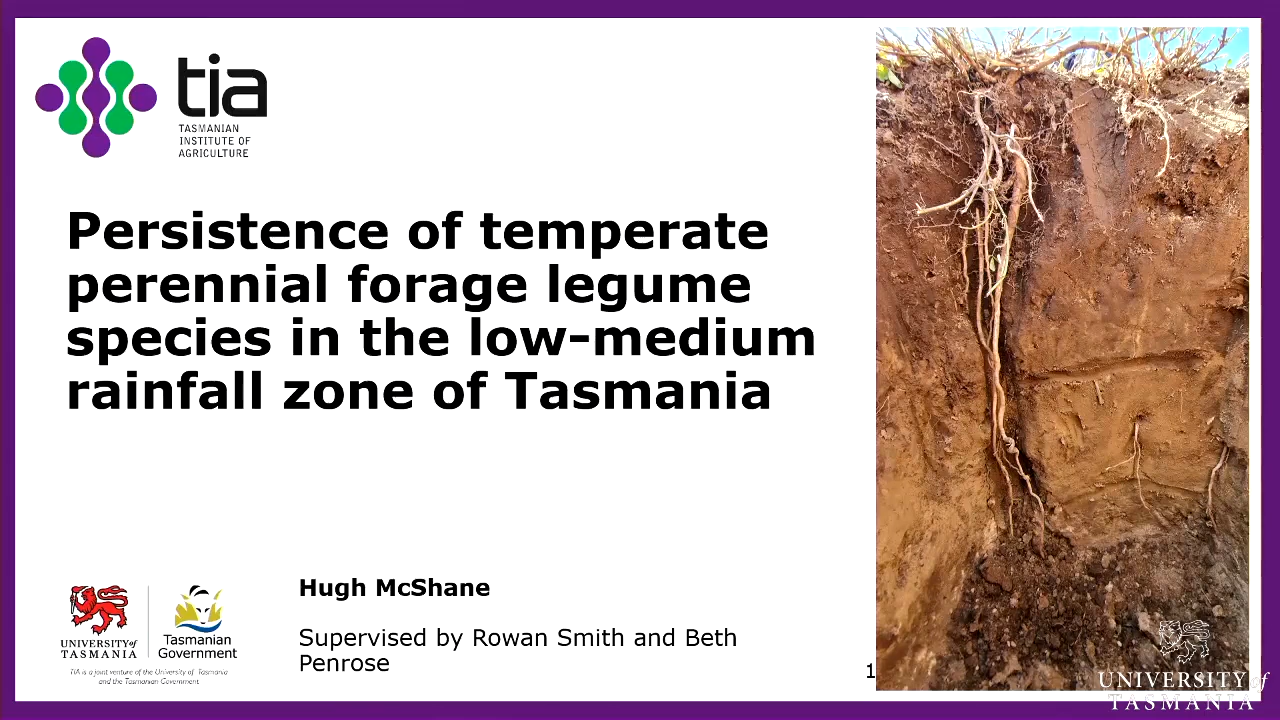 tia
TASMANIAN
INSTITUTE OF
AGRICULTURE
Persistence of temperate
perennial forage legume
species in the low-medium
rainfall zone of Tasmania
Hugh McShane
Supervised by Rowan Smith and Beth
Penrose
UNIVERSITY of
TASMANIA
Tasmanian
Government
TIA is a joint venture of the University of Tasmania
and the Tasmanian Government
1
UNIVERSITY of
TASMANIA